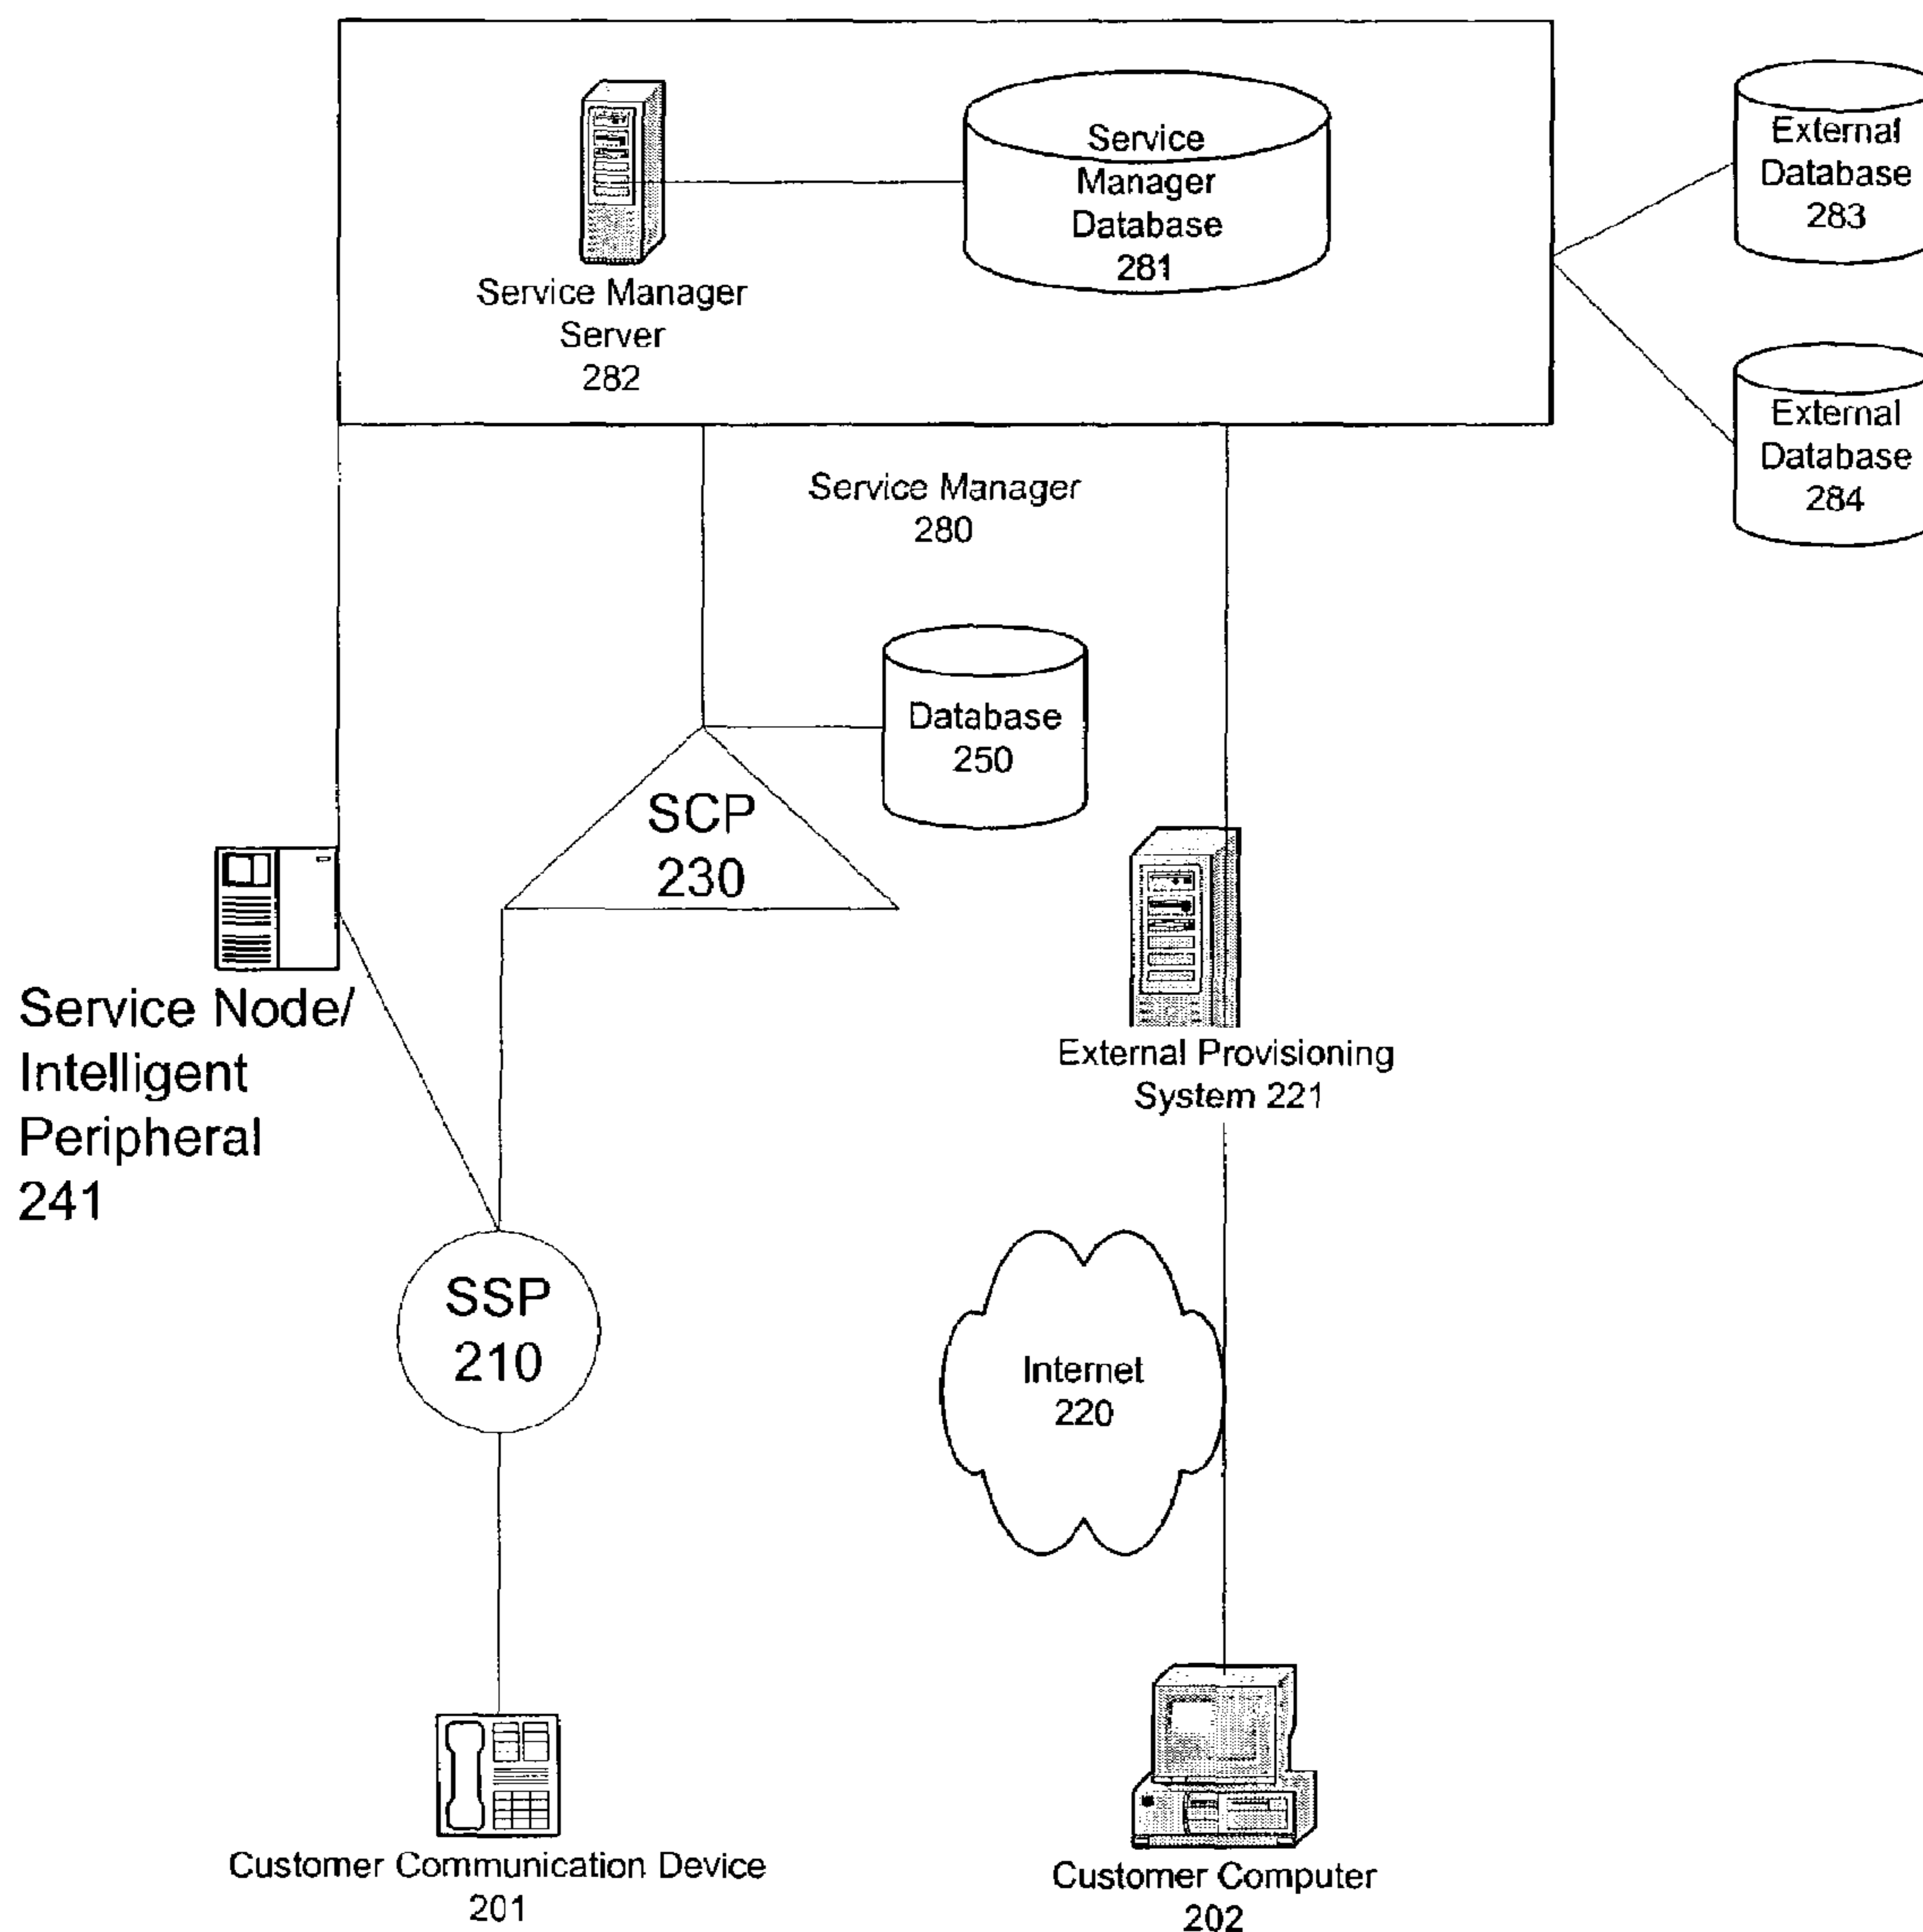 Service
Manager
Database
281
Service Manager
Server
282
External
Database
283
External
Database
284
Service Manager
280
Database
250
SCP
230
Service Node/
Intelligent
Peripheral
241
External Provisioning
System 221
SSP
210
Internet
220
Customer Communication Device
201
Customer Computer
202